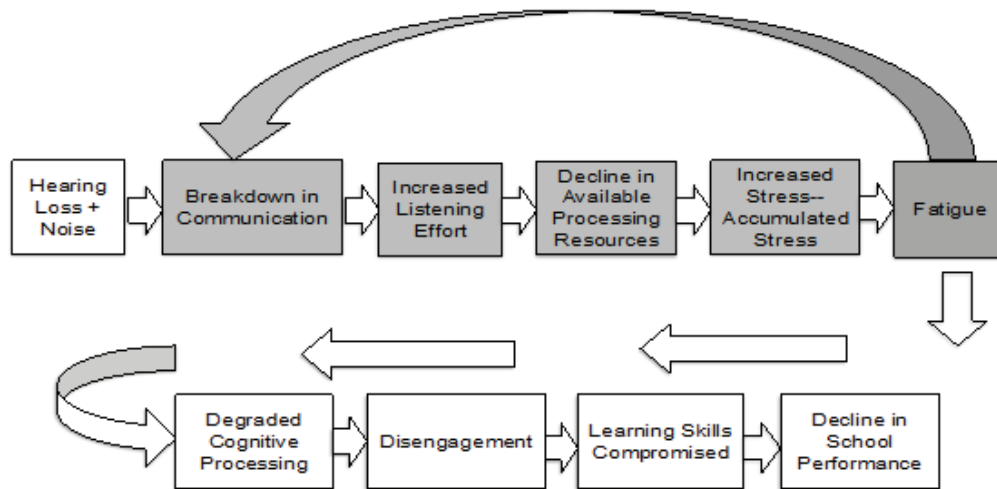 Hearing
Loss +
Noise
Breakdown in
Communication
Increased
Listening
Effort
Decline in
Available
Processing
Resources
Increased
Stress--
Accumulated
Stress
Fatigue
Degraded
Cognitive
Processing
Disengagement
Learning Skills
Compromised
Decline in
School
Performance